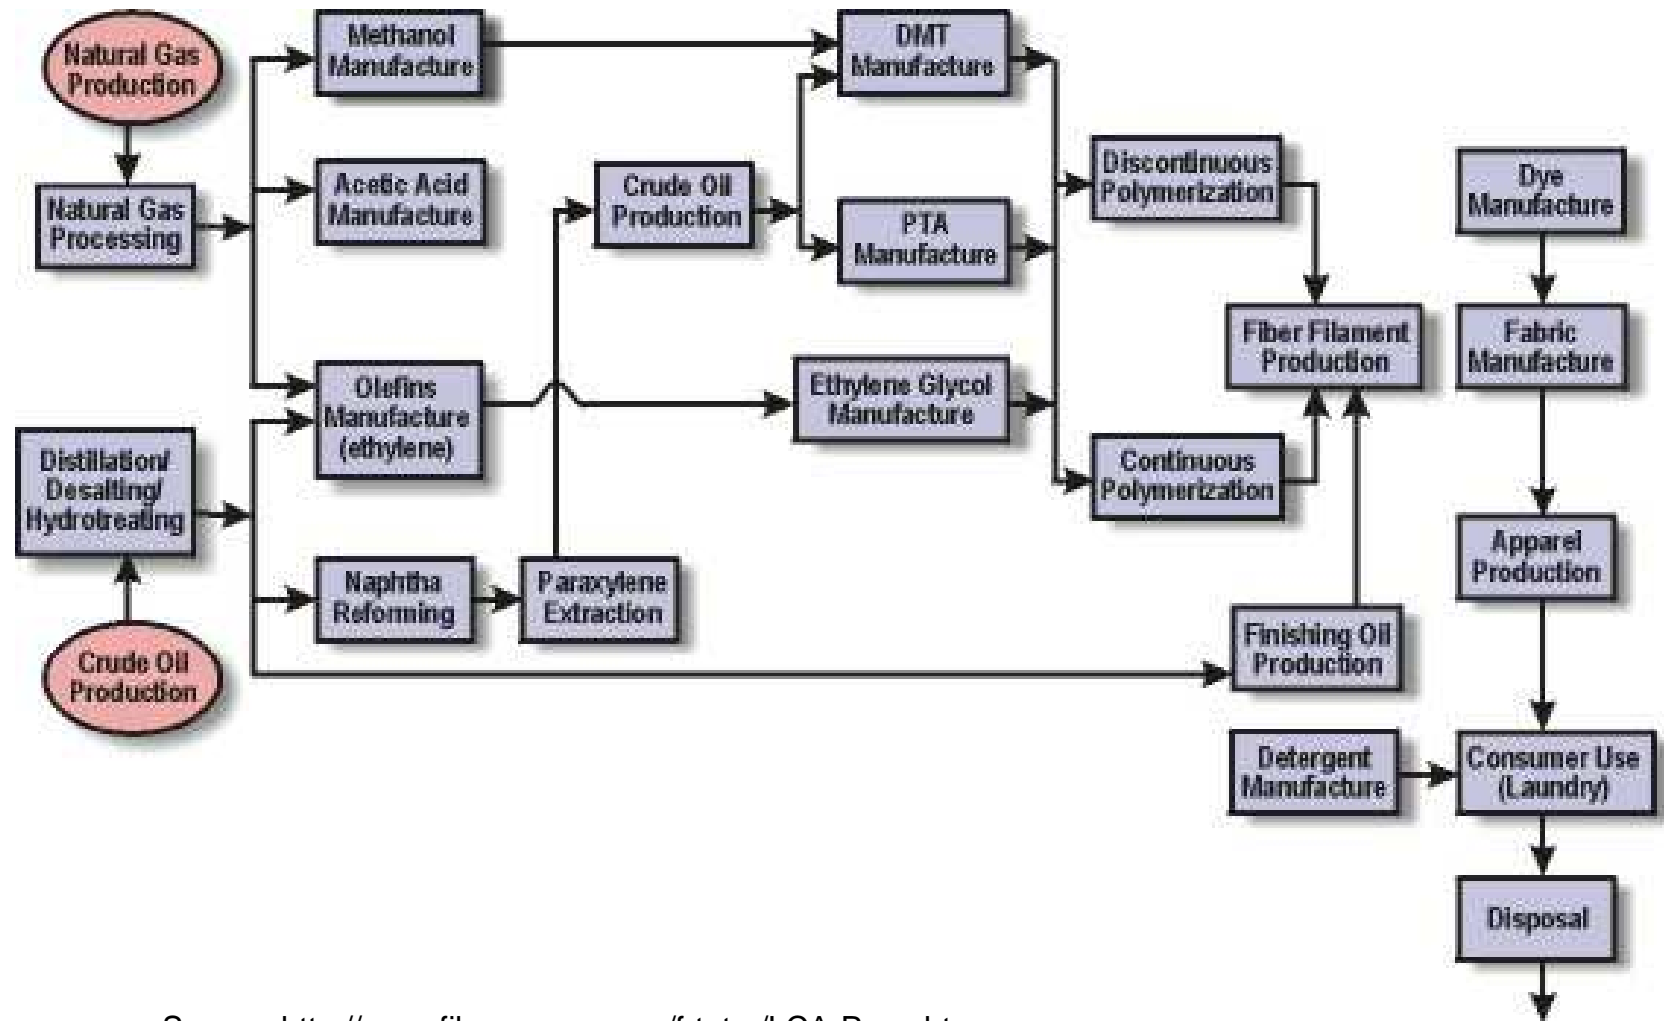 Natural Gas
Production
Natural Gas
Processing
Methanol
Manufacture
Acetic Acid
Manufacture
Olefins
Manufacture
(ethylene)
Distillation/
Desalting/
Hydrotreating
Crude Oil
Production
Naphtha
Reforming
Paraxylene
Extraction
Crude Oil
Production
DMT
Manufacture
PTA
Manufacture
Ethylene Glycol
Manufacture
Discontinuous
Polymerization
Continuous
Polymerization
Fiber Filament
Production
Finishing Oil
Production
Detergent
Manufacture
Dye
Manufacture
Fabric
Manufacture
Apparel
Production
Consumer Use
(Laundry)
Disposal